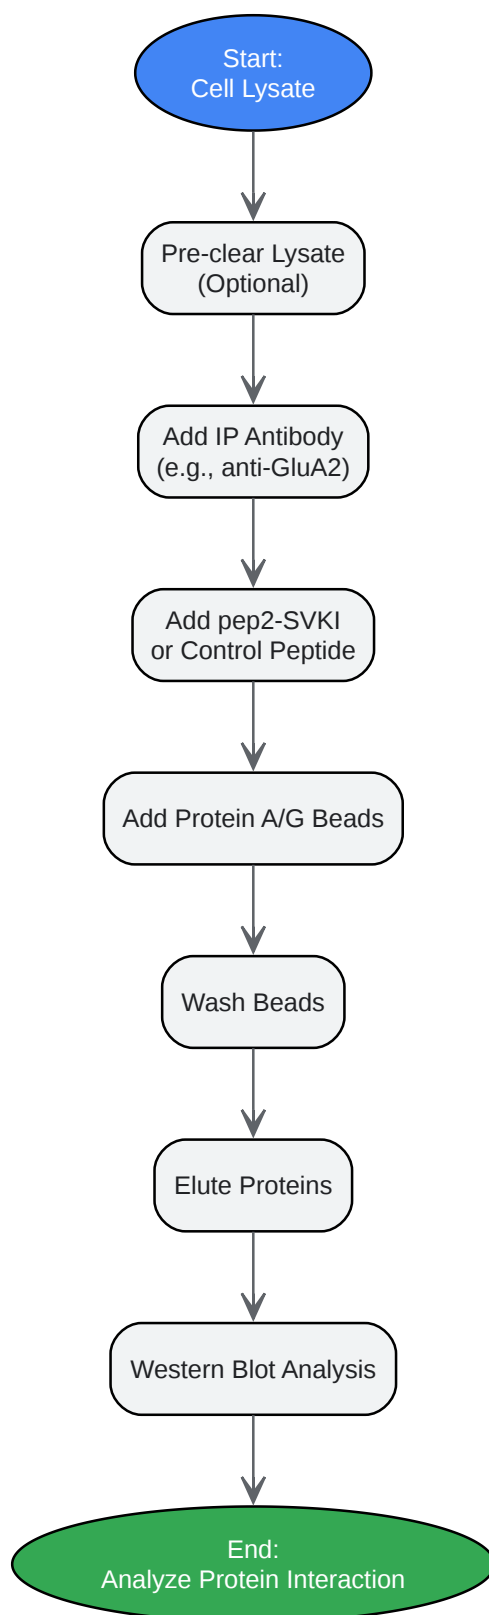 Start:
Cell Lysate
Pre-clear Lysate
(Optional)
Add IP Antibody
(e.g., anti-GluA2)
Add pep2-SVKI
or Control Peptide
Add Protein A/G Beads
Wash Beads
Elute Proteins
Western Blot Analysis
End:
Analyze Protein Interaction